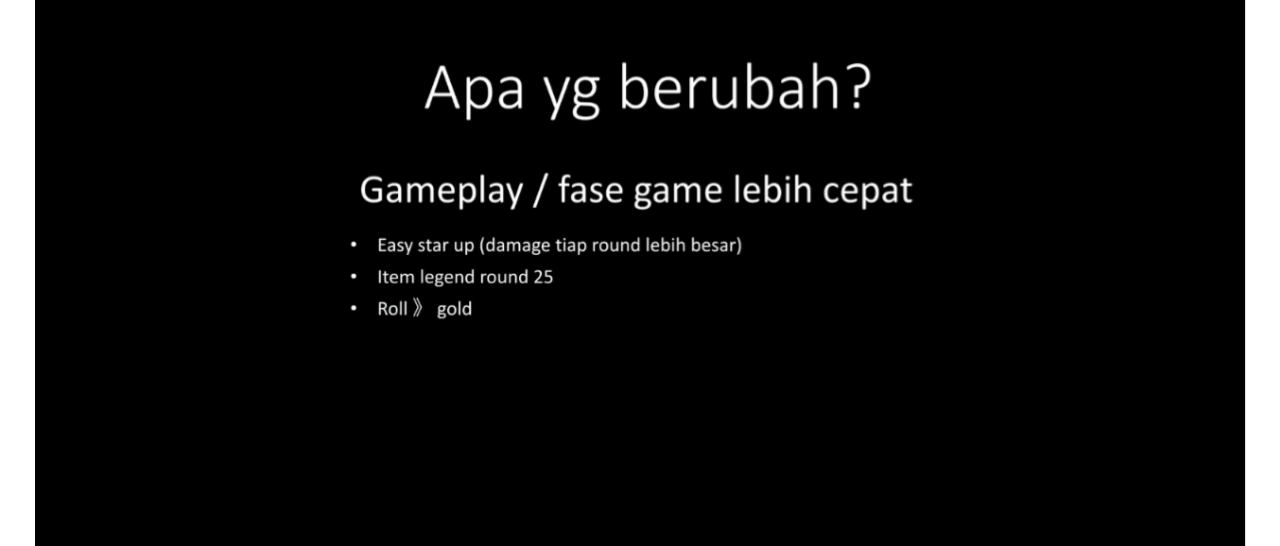 Apa yg berubah?
Gameplay / fase game lebih cepat
• Easy star up (damage tiap round lebih besar)
• Item legend round 25
• Roll 》 gold